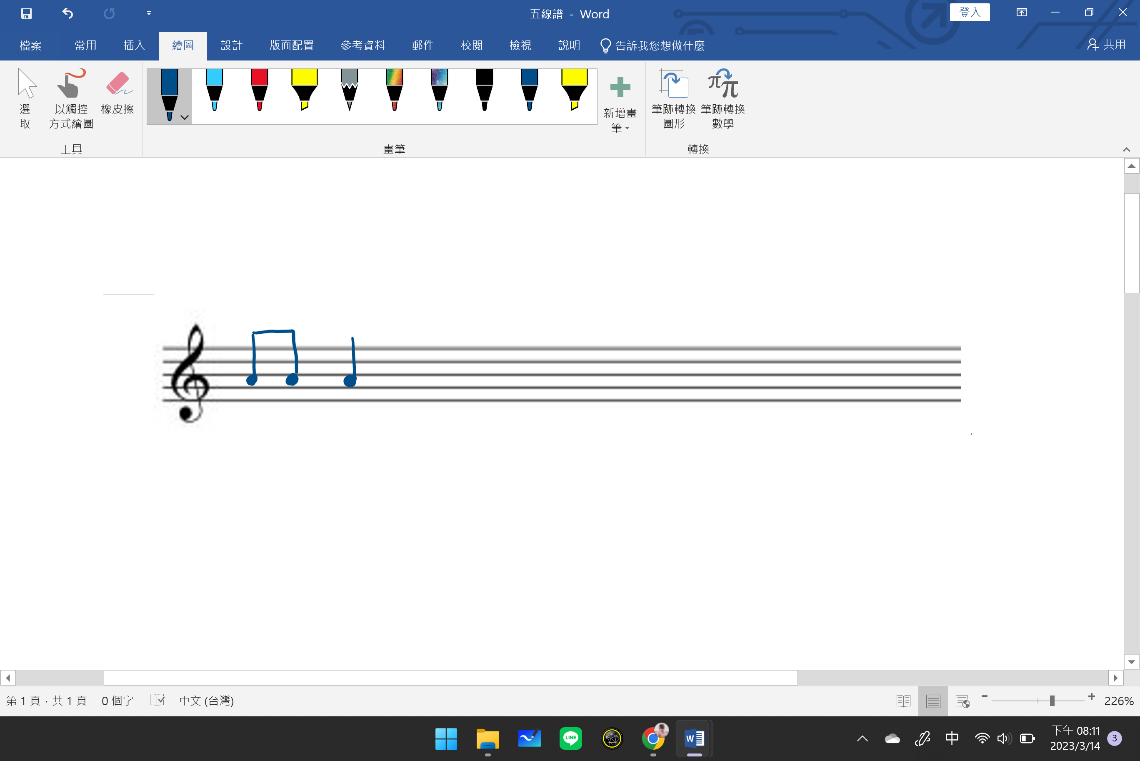 五線譜 - Word
登入
檔案 常用 插入 繪圖 設計 版面配置 參考資料 郵件 校閱 檢視 說明 告訴我您想做什麼 共用
選取
以觸控方式繪圖
橡皮擦
新增畫筆
筆跡轉換圖形
筆跡轉換數學
工具
畫筆
轉換
第 1 頁，共 1 頁 0 個字 中文 (台灣) 226%
LINE
W
中
下午 08:11
2023/3/14
3